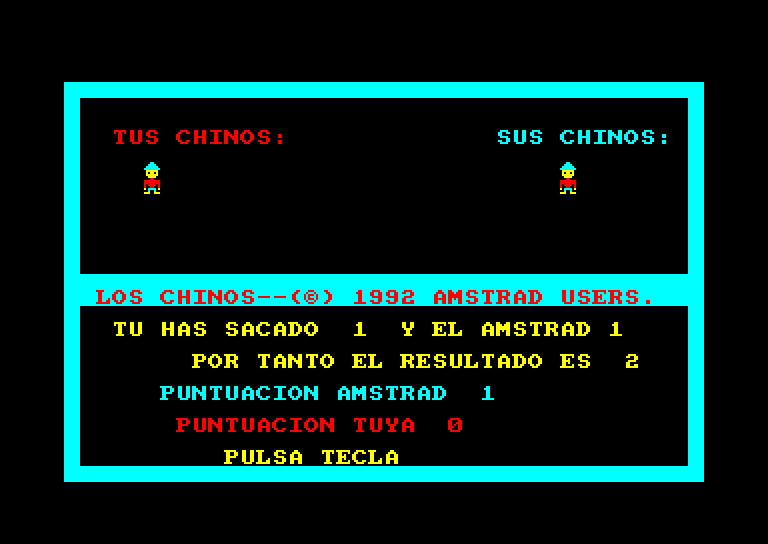 TUS CHINOS: SUS CHINOS:
LOS CHINOS--(©) 1992 AMSTRAD USERS.
TU HAS SACADO 1 Y EL AMSTRAD 1
POR TANTO EL RESULTADO ES 2
PUNTUACION AMSTRAD 1
PUNTUACION TUYA 0
PULSA TECLA